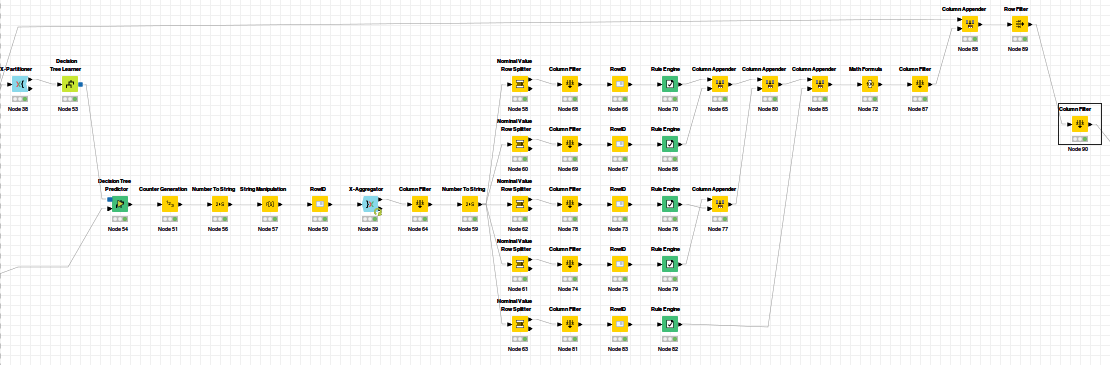 Column Appender
Node 88
Row Filter
Node 89
X-Partitioner
Node 38
Decision
Tree Learner
Node 53
Nominal Value
Row Splitter
Node 58
Column Filter
Node 68
RowID
Node 66
Rule Engine
Node 70
Column Appender
Node 65
Column Appender
Node 80
Column Appender
Node 85
Math Formula
Node 72
Column Filter
Node 87
Column Filter
Node 90
Nominal Value
Row Splitter
Node 60
Column Filter
Node 69
RowID
Node 67
Rule Engine
Node 86
Decision Tree
Predictor
Node 54
Counter Generation
Node 51
Number To String
Node 56
String Manipulation
Node 57
RowID
Node 50
X-Aggregator
Node 39
Column Filter
Node 64
Number To String
Node 59
Nominal Value
Row Splitter
Node 62
Column Filter
Node 78
RowID
Node 73
Rule Engine
Node 76
Column Appender
Node 77
Nominal Value
Row Splitter
Node 61
Column Filter
Node 74
RowID
Node 75
Rule Engine
Node 79
Nominal Value
Row Splitter
Node 63
Column Filter
Node 81
RowID
Node 83
Rule Engine
Node 82